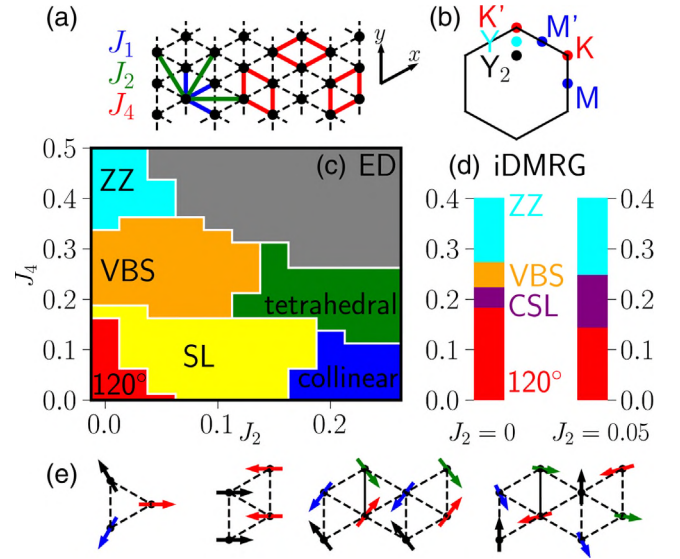 (a)
J₁
J₂
J₄
y
x
(b)
K'
M'
Y
K
Y₂
M
(c) ED
ZZ
VBS
tetrahedral
SL
120°
collinear
0.5
0.4
0.3
0.2
0.1
0.0
J₄
0.0 0.1 0.2
J₂
(d) iDMRG
0.4 ZZ 0.4
0.3 0.3
VBS
0.2 CSL 0.2
0.1 0.1
120°
0.0 0.0
J₂ = 0 J₂ = 0.05
(e)